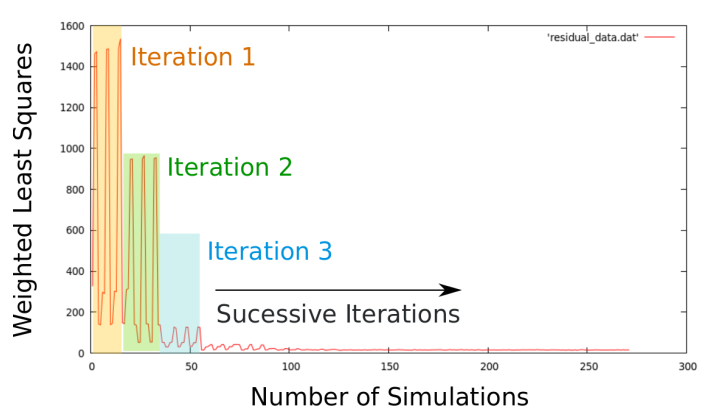 1600
'residual_data.dat'
1400
Iteration 1
1200
1000
Iteration 2
800
600
Iteration 3
400
Sucessive Iterations
200
0
0 50 100 150 200 250 300
Weighted Least Squares
Number of Simulations